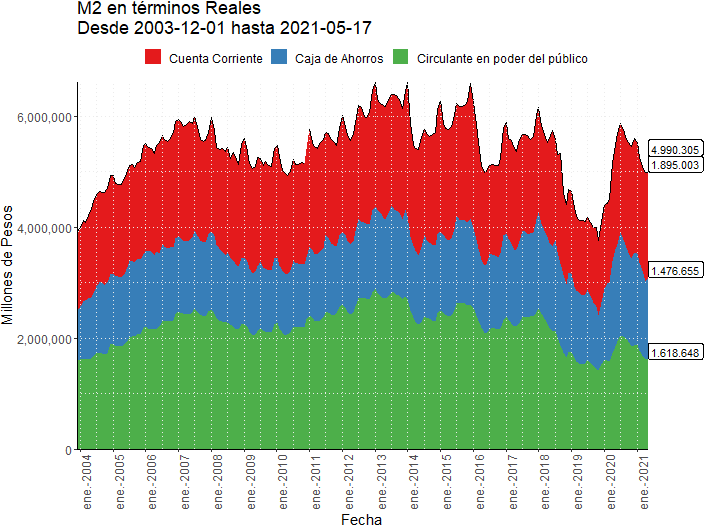 M2 en términos Reales
Desde 2003-12-01 hasta 2021-05-17
Cuenta Corriente Caja de Ahorros Circulante en poder del público
Millones de Pesos
6,000,000
4,000,000
2,000,000
0
4.990.305
1.895.003
1.476.655
1.618.648
ene.-2004
ene.-2005
ene.-2006
ene.-2007
ene.-2008
ene.-2009
ene.-2010
ene.-2011
ene.-2012
ene.-2013
ene.-2014
ene.-2015
ene.-2016
ene.-2017
ene.-2018
ene.-2019
ene.-2020
ene.-2021
Fecha